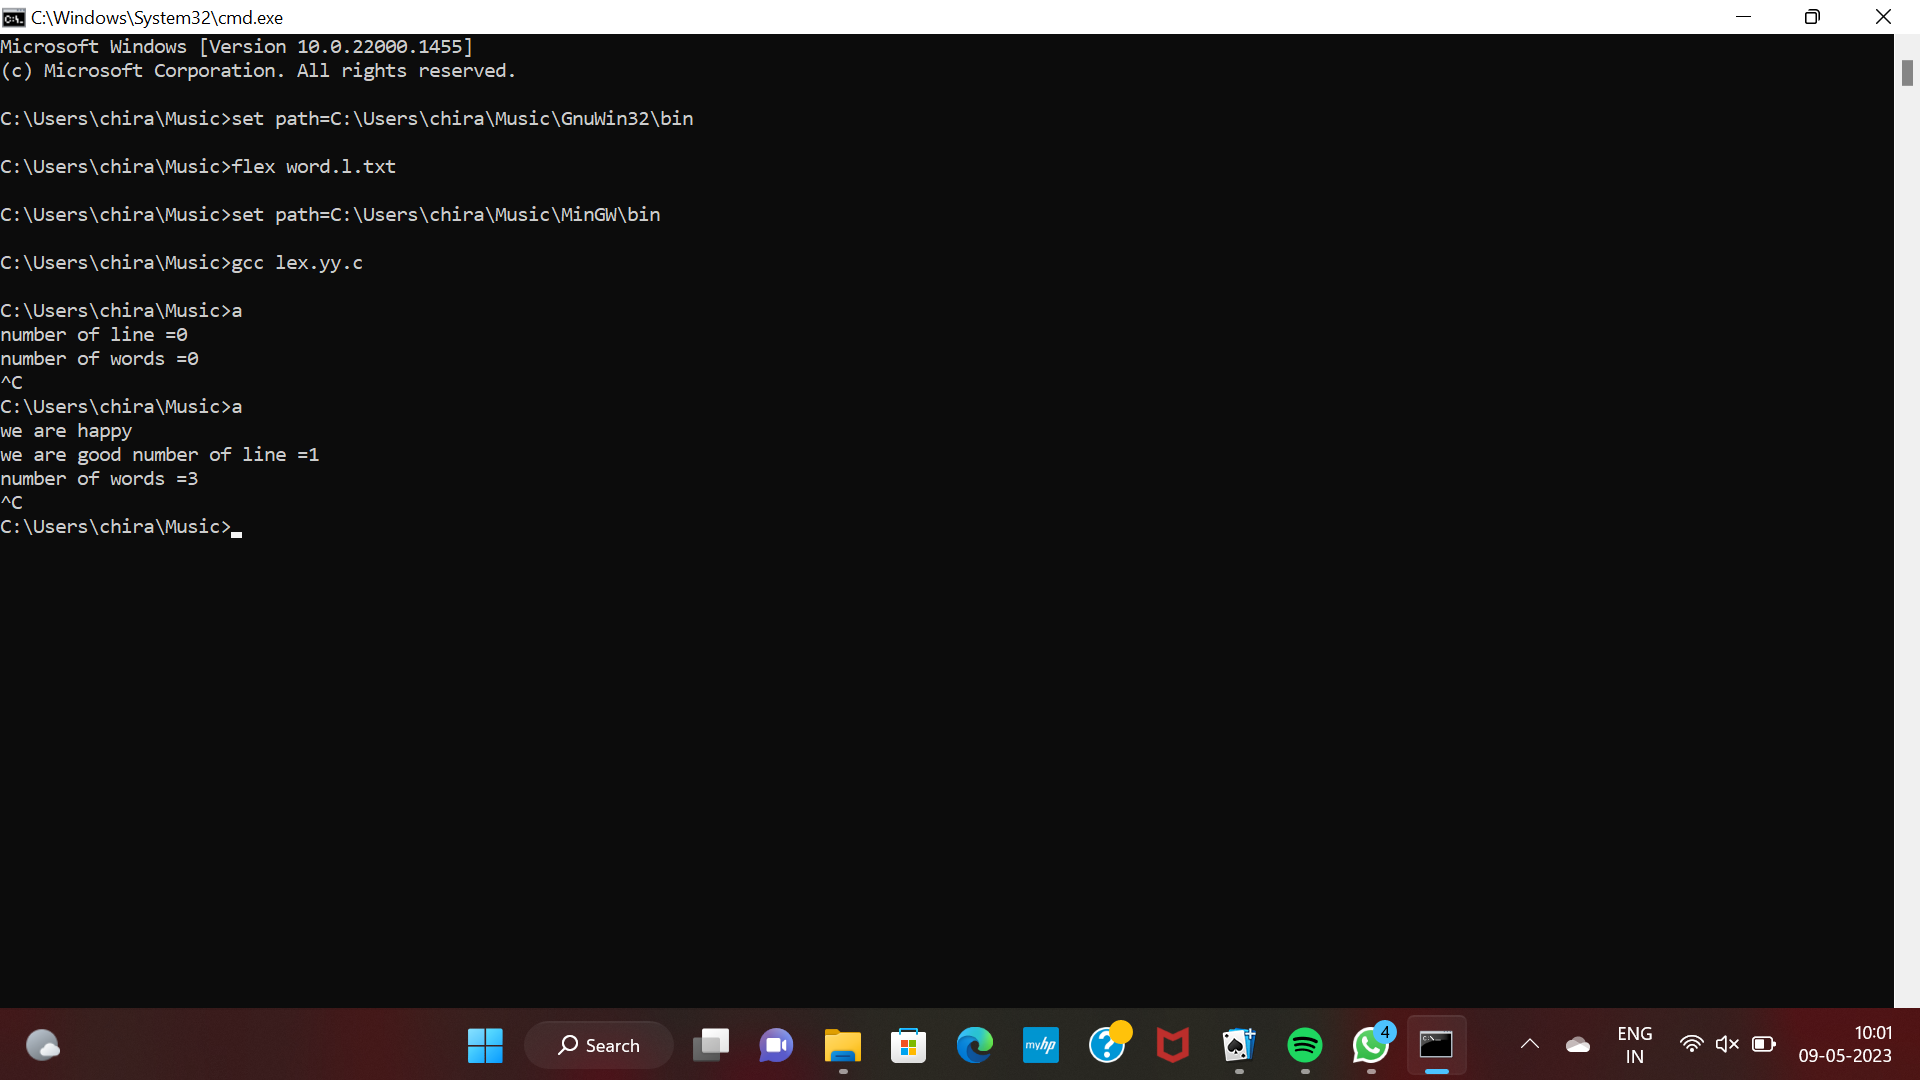 C:\Windows\System32\cmd.exe
Microsoft Windows [Version 10.0.22000.1455]
(c) Microsoft Corporation. All rights reserved.
C:\Users\chira\Music>set path=C:\Users\chira\Music\GnuWin32\bin
C:\Users\chira\Music>flex word.l.txt
C:\Users\chira\Music>set path=C:\Users\chira\Music\MinGW\bin
C:\Users\chira\Music>gcc lex.yy.c
C:\Users\chira\Music>a
number of line =0
number of words =0
^C
C:\Users\chira\Music>a
we are happy
we are good number of line =1
number of words =3
^C
C:\Users\chira\Music>
Search
myhp
?
4
C:\.
ENG
IN
10:01
09-05-2023